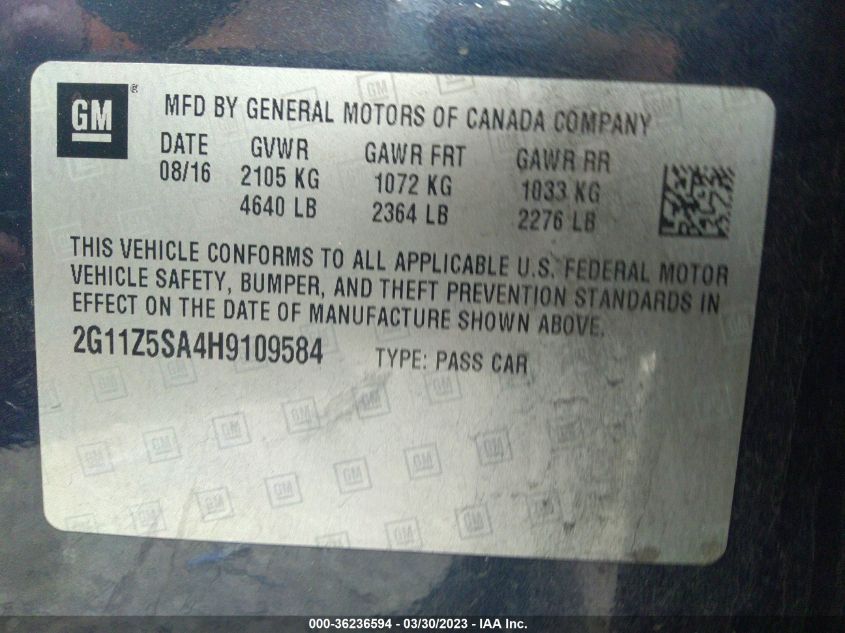 GM ®
MFD BY GENERAL MOTORS OF CANADA COMPANY
DATE GVWR GAWR FRT GAWR RR
08/16 2105 KG 1072 KG 1033 KG
4640 LB 2364 LB 2276 LB
THIS VEHICLE CONFORMS TO ALL APPLICABLE U.S. FEDERAL MOTOR
VEHICLE SAFETY, BUMPER, AND THEFT PREVENTION STANDARDS IN
EFFECT ON THE DATE OF MANUFACTURE SHOWN ABOVE.
2G11Z5SA4H9109584 TYPE: PASS CAR
000-36236594 — 03/30/2023 — IAA Inc.